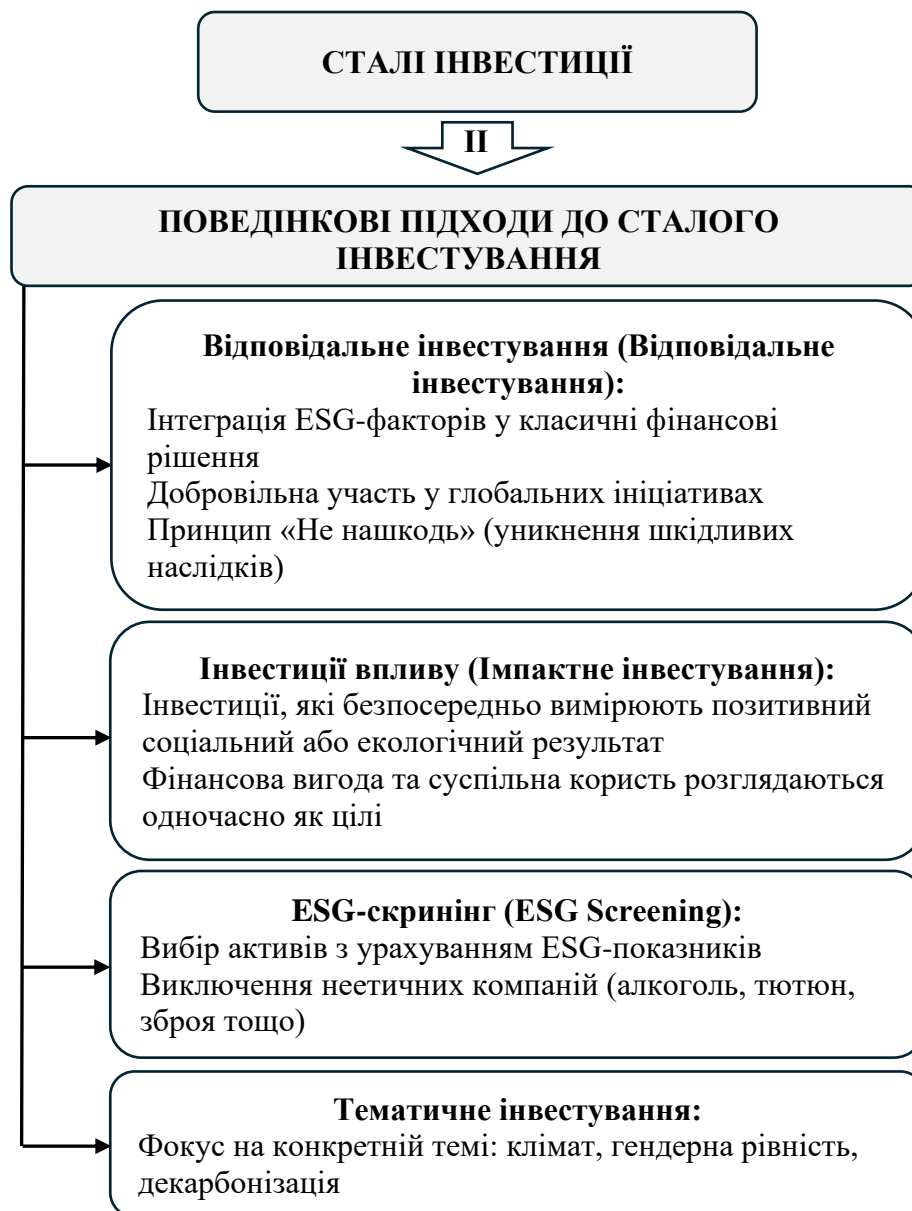 СТАЛІ ІНВЕСТИЦІЇ
ІІ
ПОВЕДІНКОВІ ПІДХОДИ ДО СТАЛОГО
ІНВЕСТУВАННЯ
Відповідальне інвестування (Відповідальне
інвестування):
Інтеграція ESG-факторів у класичні фінансові
рішення
Добровільна участь у глобальних ініціативах
Принцип «Не нашкодь» (уникнення шкідливих
наслідків)
Інвестиції впливу (Імпактне інвестування):
Інвестиції, які безпосередньо вимірюють позитивний
соціальний або екологічний результат
Фінансова вигода та суспільна користь розглядаються
одночасно як цілі
ESG-скринінг (ESG Screening):
Вибір активів з урахуванням ESG-показників
Виключення неетичних компаній (алкоголь, тютюн,
зброя тощо)
Тематичне інвестування:
Фокус на конкретній темі: клімат, гендерна рівність,
декарбонізація